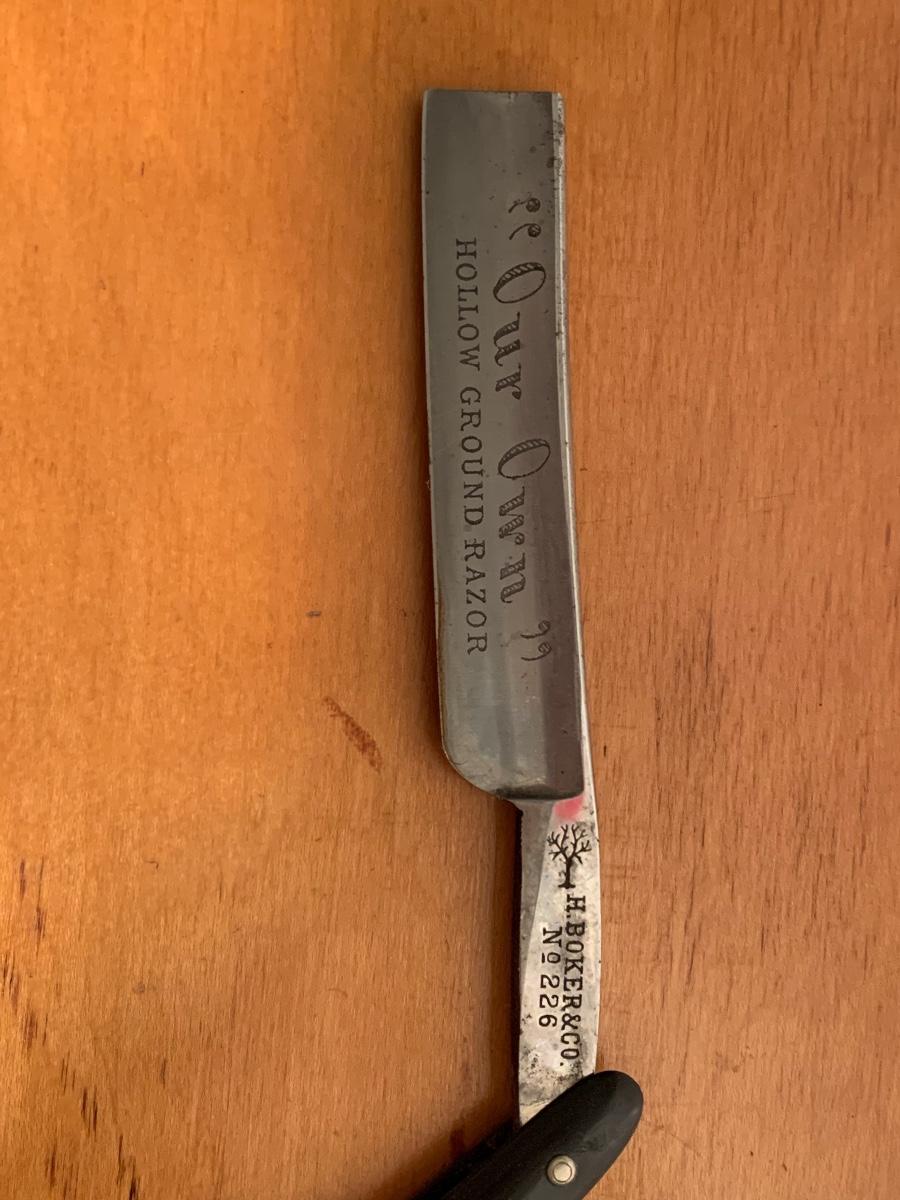 “Our Own”
HOLLOW GROUND RAZOR
H. BOKER & CO.
Nº 226